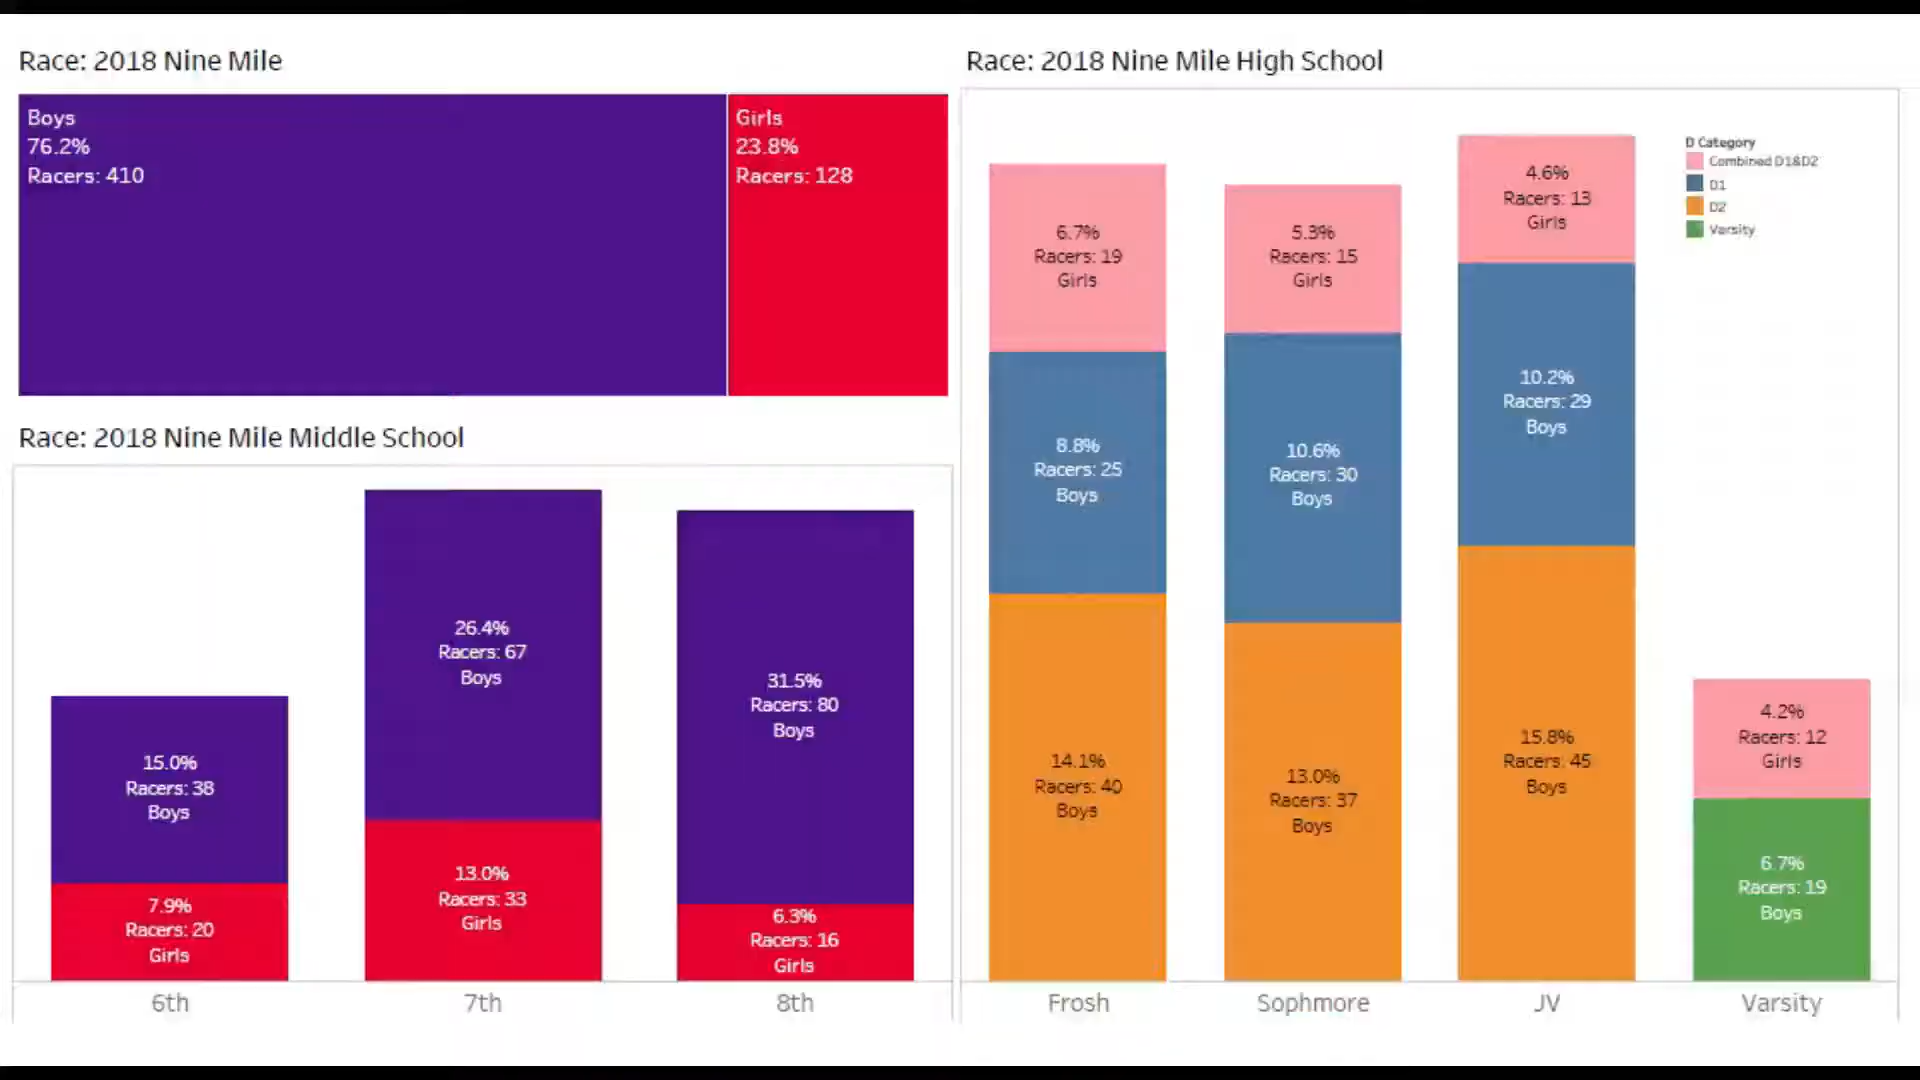 Race: 2018 Nine Mile
Boys
76.2%
Racers: 410
Girls
23.8%
Racers: 128
Race: 2018 Nine Mile Middle School
15.0%
Racers: 38
Boys
7.9%
Racers: 20
Girls
26.4%
Racers: 67
Boys
13.0%
Racers: 33
Girls
31.5%
Racers: 80
Boys
6.3%
Racers: 16
Girls
6th
7th
8th
Race: 2018 Nine Mile High School
D Category
Combined D1&D2
D1
D2
Varsity
6.7%
Racers: 19
Girls
8.8%
Racers: 25
Boys
14.1%
Racers: 40
Boys
5.3%
Racers: 15
Girls
10.6%
Racers: 30
Boys
13.0%
Racers: 37
Boys
4.6%
Racers: 13
Girls
10.2%
Racers: 29
Boys
15.8%
Racers: 45
Boys
4.2%
Racers: 12
Girls
6.7%
Racers: 19
Boys
Frosh
Sophmore
JV
Varsity